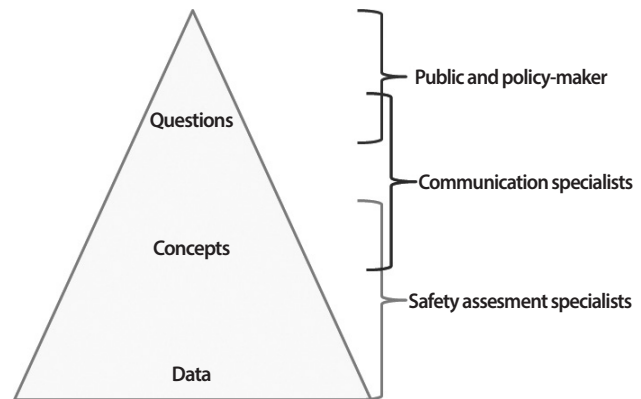 Public and policy-maker
Questions
Communication specialists
Concepts
Safety assesment specialists
Data